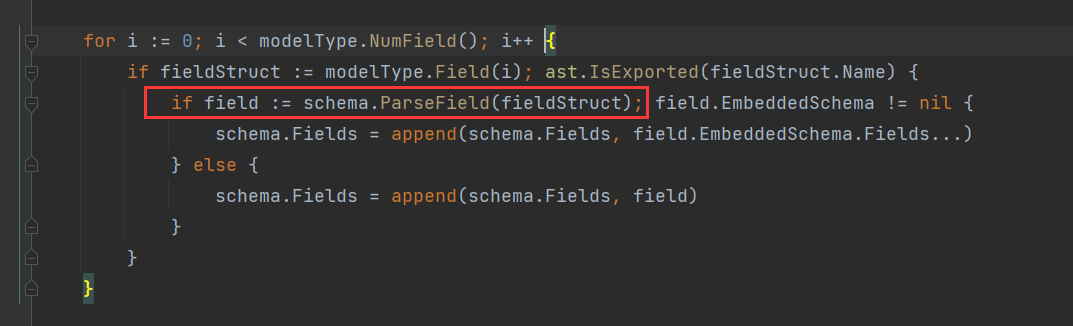 for i := 0; i < modelType.NumField(); i++ {
    if fieldStruct := modelType.Field(i); ast.IsExported(fieldStruct.Name) {
        if field := schema.ParseField(fieldStruct); field.EmbeddedSchema != nil {
            schema.Fields = append(schema.Fields, field.EmbeddedSchema.Fields...)
        } else {
            schema.Fields = append(schema.Fields, field)
        }
    }
}